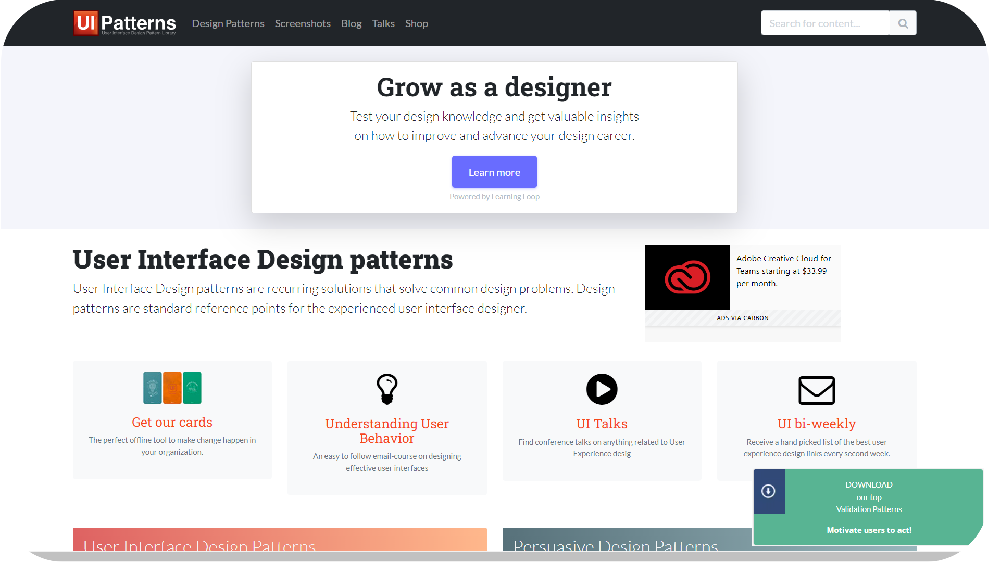 UI Patterns
User Interface Design Pattern Library
Design Patterns
Screenshots
Blog
Talks
Shop
Search for content...
Grow as a designer
Test your design knowledge and get valuable insights
on how to improve and advance your design career.
Learn more
Powered by Learning Loop
User Interface Design patterns
User Interface Design patterns are recurring solutions that solve common design problems. Design
patterns are standard reference points for the experienced user interface designer.
Adobe Creative Cloud for
Teams starting at $33.99
per month.
ADS VIA CARBON
Get our cards
The perfect offline tool to make change happen in
your organization.
Understanding User
Behavior
An easy to follow email-course on designing
effective user interfaces
UI Talks
Find conference talks on anything related to User
Experience desig
UI bi-weekly
Receive a hand picked list of the best user
experience design links every second week.
DOWNLOAD
our top
Validation Patterns
Motivate users to act!
User Interface Design Patterns
Persuasive Design Patterns